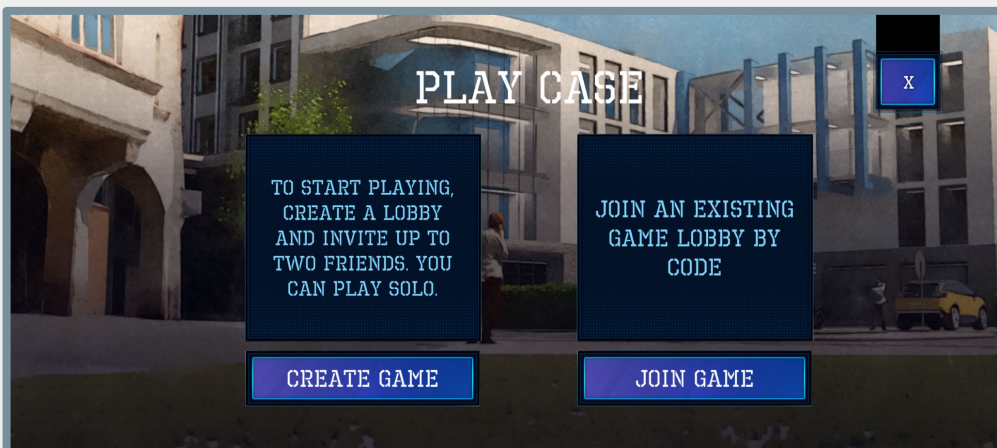 PLAY CASE
X
TO START PLAYING,
CREATE A LOBBY
AND INVITE UP TO
TWO FRIENDS. YOU
CAN PLAY SOLO.
JOIN AN EXISTING
GAME LOBBY BY
CODE
CREATE GAME
JOIN GAME